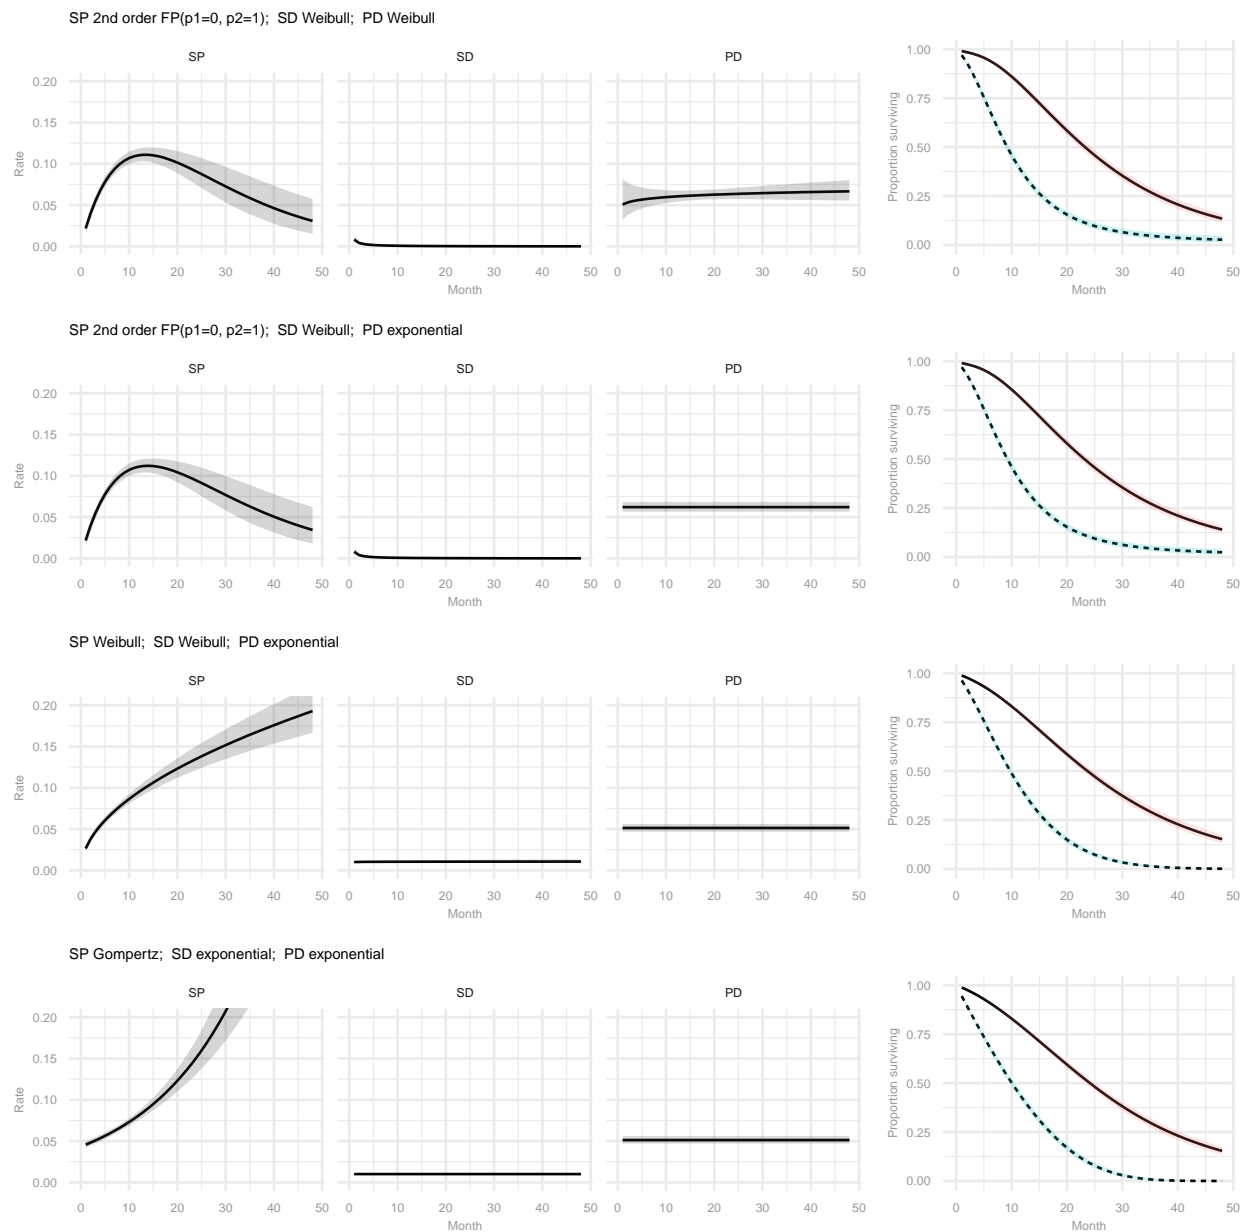 SP 2nd order FP(p1=0, p2=1);  SD Weibull;  PD Weibull
SP
SD
PD
0.20
0.15
0.10
0.05
0.00
Rate
0 10 20 30 40 50
0 10 20 30 40 50
0 10 20 30 40 50
Month
1.00
0.75
0.50
0.25
0.00
Proportion surviving
0 10 20 30 40 50
Month
SP 2nd order FP(p1=0, p2=1);  SD Weibull;  PD exponential
SP
SD
PD
0.20
0.15
0.10
0.05
0.00
Rate
0 10 20 30 40 50
0 10 20 30 40 50
0 10 20 30 40 50
Month
1.00
0.75
0.50
0.25
0.00
Proportion surviving
0 10 20 30 40 50
Month
SP Weibull;  SD Weibull;  PD exponential
SP
SD
PD
0.20
0.15
0.10
0.05
0.00
Rate
0 10 20 30 40 50
0 10 20 30 40 50
0 10 20 30 40 50
Month
1.00
0.75
0.50
0.25
0.00
Proportion surviving
0 10 20 30 40 50
Month
SP Gompertz;  SD exponential;  PD exponential
SP
SD
PD
0.20
0.15
0.10
0.05
0.00
Rate
0 10 20 30 40 50
0 10 20 30 40 50
0 10 20 30 40 50
Month
1.00
0.75
0.50
0.25
0.00
Proportion surviving
0 10 20 30 40 50
Month